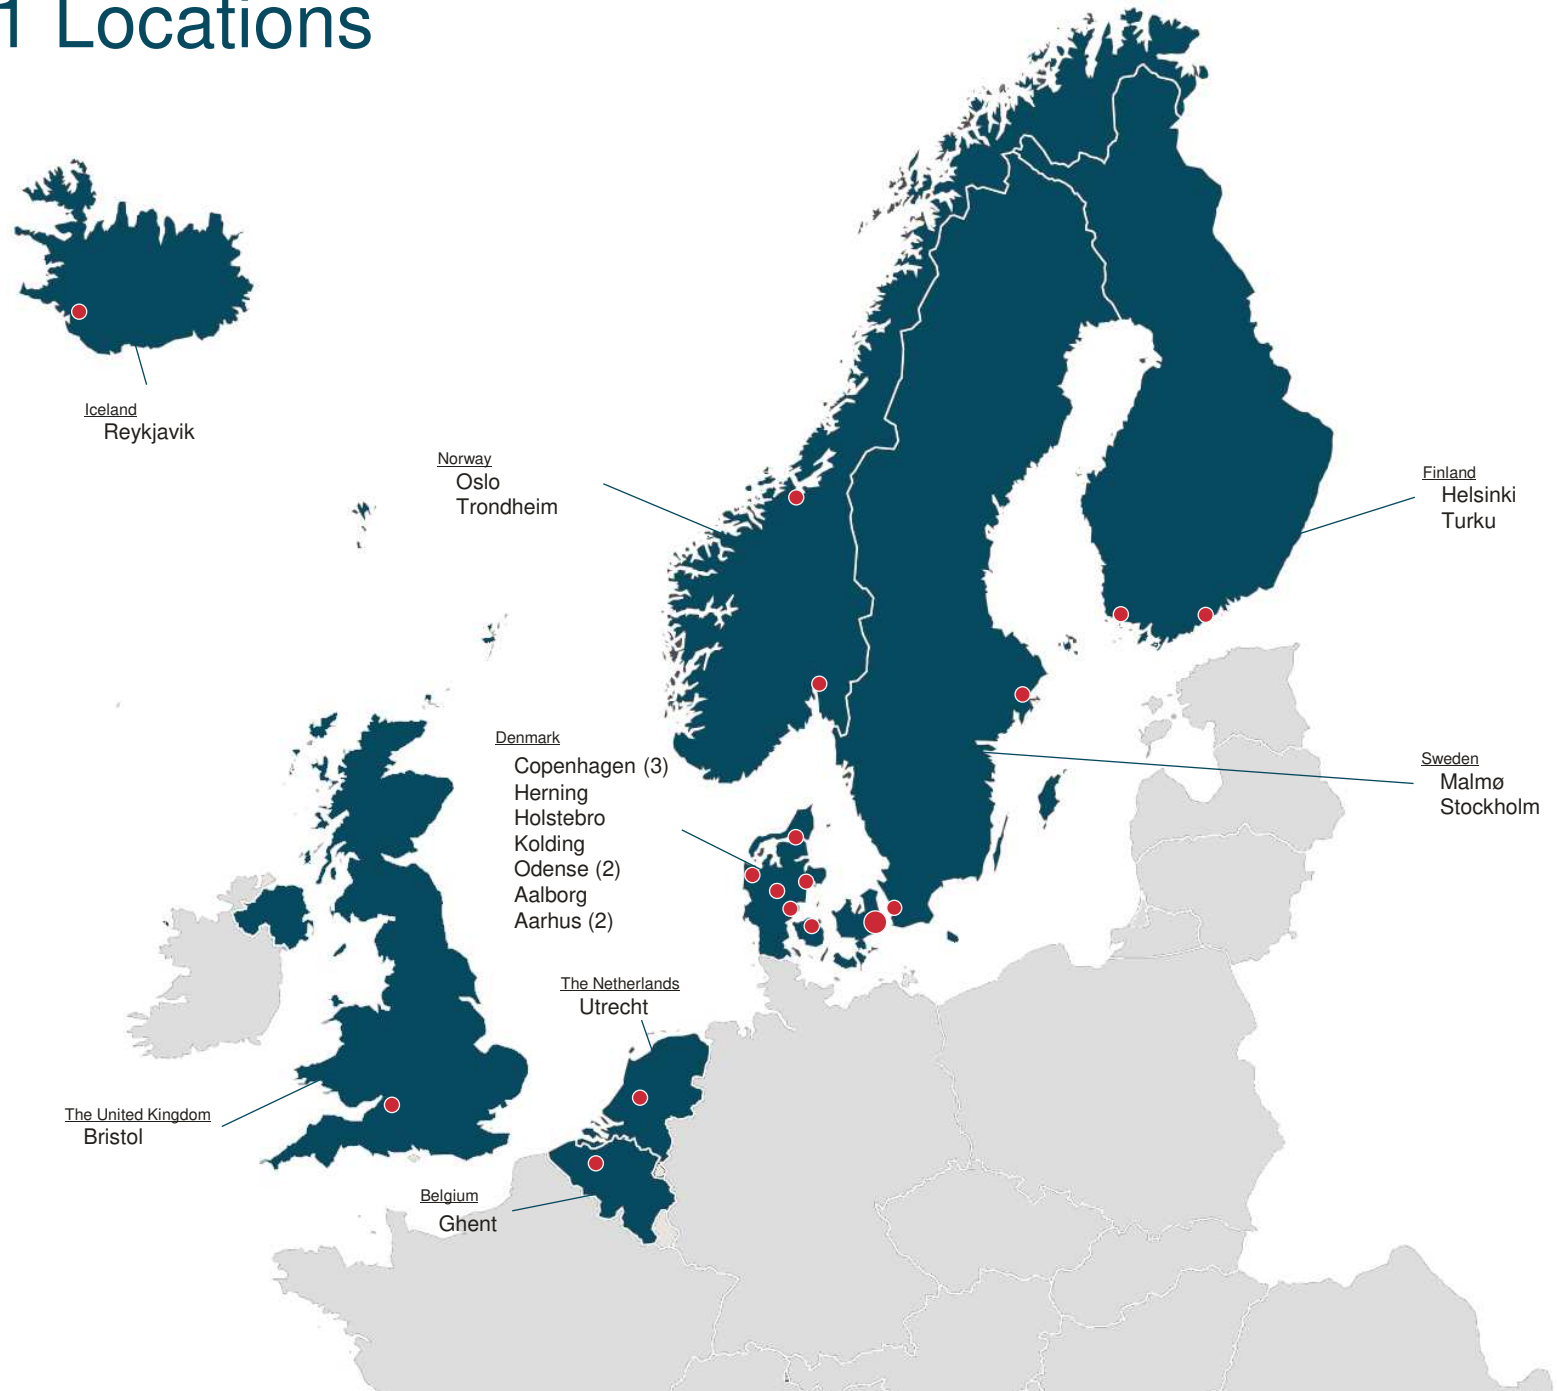 1 Locations
Iceland
Reykjavik
Norway
Oslo
Trondheim
Finland
Helsinki
Turku
Denmark
Copenhagen (3)
Herning
Holstebro
Kolding
Odense (2)
Aalborg
Aarhus (2)
Sweden
Malmø
Stockholm
The Netherlands
Utrecht
The United Kingdom
Bristol
Belgium
Ghent